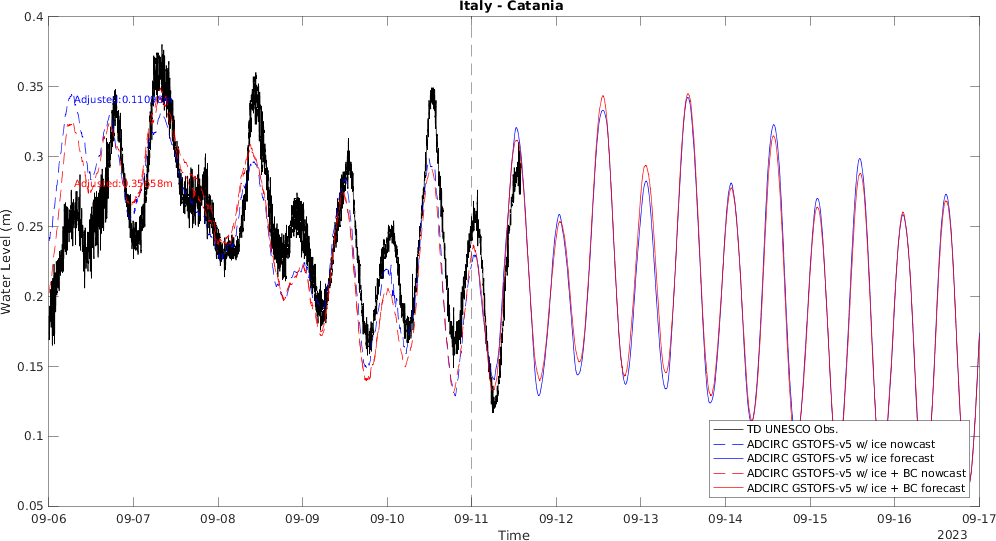 Italy - Catania
0.4
0.35
0.3
0.25
0.2
0.15
0.1
0.05
Water Level (m)
09-06
09-07
09-08
09-09
09-10
09-11
09-12
09-13
09-14
09-15
09-16
09-17
Time
2023
TD UNESCO Obs.
ADCIRC GSTOFS-v5 w/ ice nowcast
ADCIRC GSTOFS-v5 w/ ice forecast
ADCIRC GSTOFS-v5 w/ ice + BC nowcast
ADCIRC GSTOFS-v5 w/ ice + BC forecast